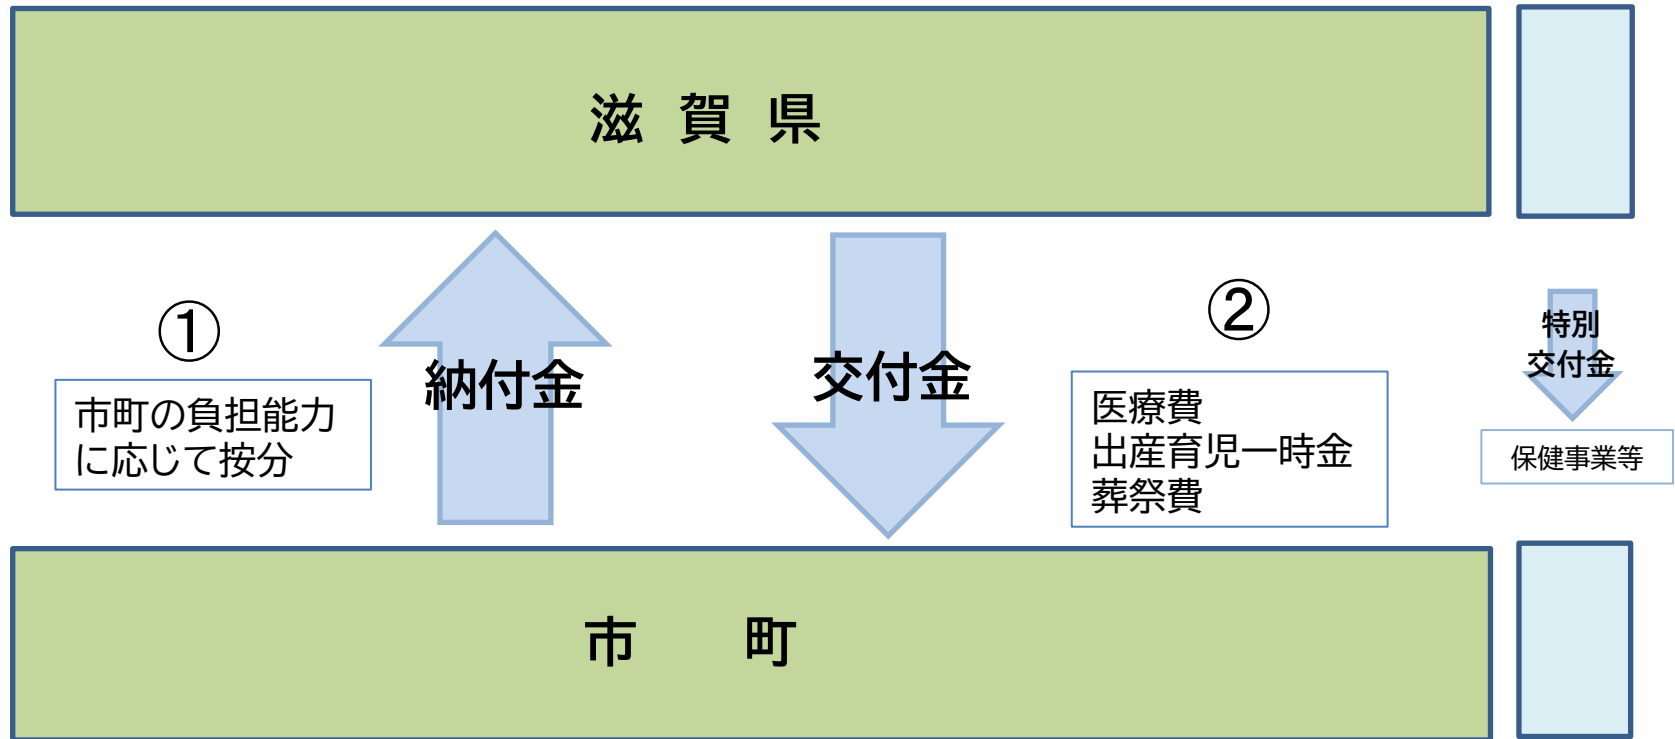 滋 賀 県
①
市町の負担能力
に応じて按分
納付金
交付金
②
医療費
出産育児一時金
葬祭費
特別
交付金
保健事業等
市 町